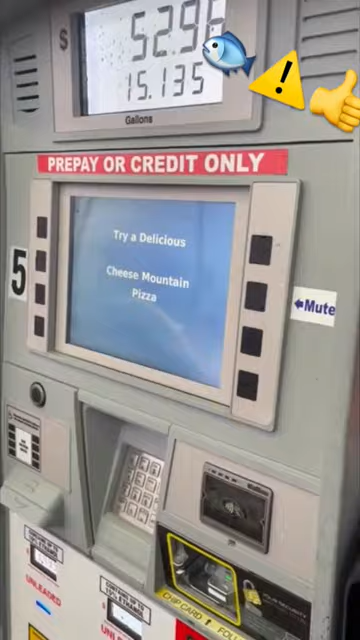 $ 52.96
15.135
Gallons
PREPAY OR CREDIT ONLY
Try a Delicious
Cheese Mountain
Pizza
5
Mute
UNLEADED
UNLEADED
CHIP CARD